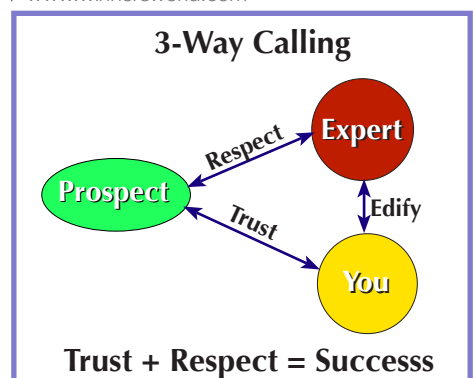 3-Way Calling
Expert
Respect
Prospect
Edify
Trust
You
Trust + Respect = Successs